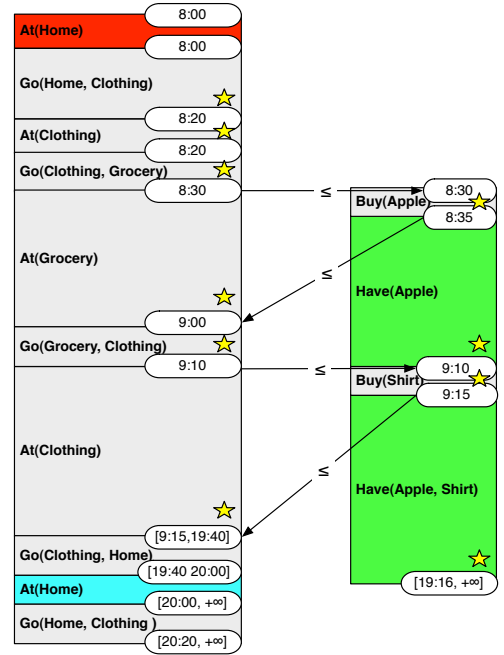 8:00
At(Home)
8:00
Go(Home, Clothing)
8:20
At(Clothing)
8:20
Go(Clothing, Grocery)
8:30
At(Grocery)
9:00
Go(Grocery, Clothing)
9:10
At(Clothing)
[9:15,19:40]
Go(Clothing, Home)
[19:40 20:00]
At(Home)
[20:00, +∞]
Go(Home, Clothing )
[20:20, +∞]
≤
≤
≤
≤
8:30
Buy(Apple)
8:35
Have(Apple)
9:10
Buy(Shirt)
9:15
Have(Apple, Shirt)
[19:16, +∞]